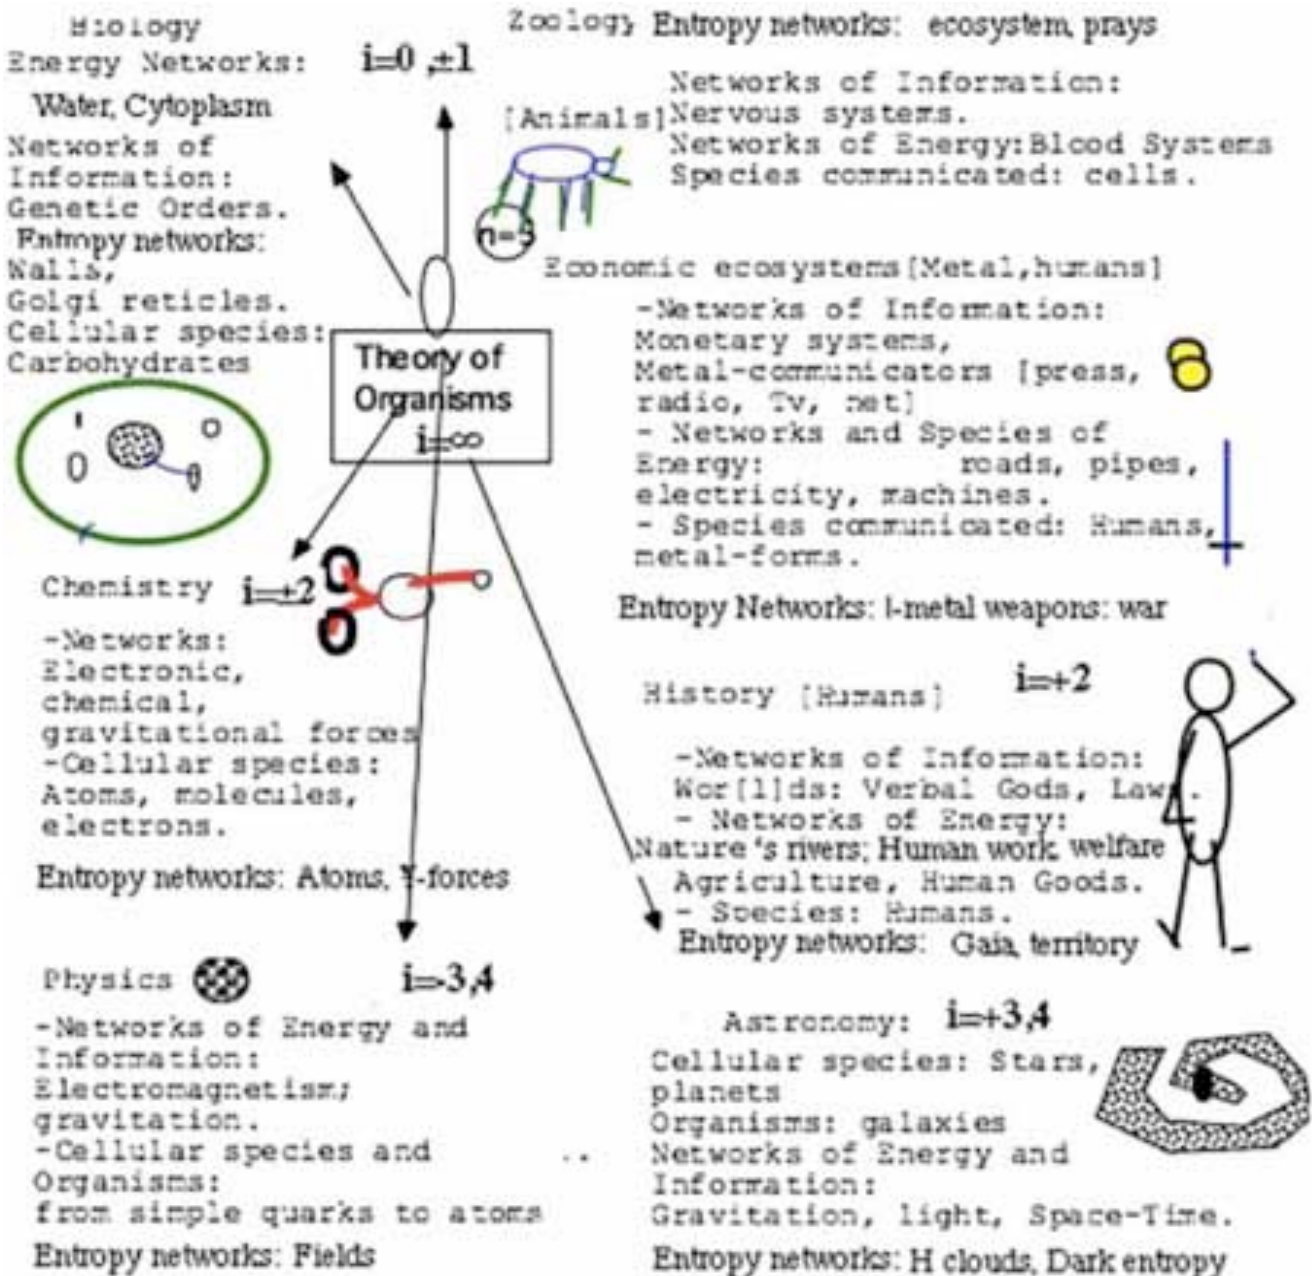 Biology
Energy Networks:
Water, Cytoplasm
Networks of
Information:
Genetic Orders.
Entropy networks:
Walls,
Golgi reticles.
Cellular species:
Carbohydrates
i=0 ,±1
Zoology Entropy networks: ecosystem, prays
Networks of Information:
[Animals] Nervous systems.
Networks of Energy:Blood Systems
Species communicated: cells.
n=5
Economic ecosystems[Metal,humans]
-Networks of Information:
Monetary systems,
Metal-communicators [press,
radio, Tv, net]
- Networks and Species of
Energy: roads, pipes,
electricity, machines.
- Species communicated: Humans,
metal-forms.
Entropy Networks: l-metal weapons: war
Theory of
Organisms
i=∞
Chemistry i=±2
-Networks:
Electronic,
chemical,
gravitational forces
-Cellular species:
Atoms, molecules,
electrons.
Entropy networks: Atoms, Y-forces
History [Humans] i=+2
-Networks of Information:
Wor[l]ds: Verbal Gods, Law.
- Networks of Energy:
Nature's rivers; Human work, welfare
Agriculture, Human Goods.
- Species: Humans.
Entropy networks: Gaia, territory
Physics i=-3,4
-Networks of Energy and
Information:
Electromagnetism;
gravitation.
-Cellular species and ..
Organisms:
from simple quarks to atoms
Entropy networks: Fields
Astronomy: i=+3,4
Cellular species: Stars,
planets
Organisms: galaxies
Networks of Energy and
Information:
Gravitation, light, Space-Time.
Entropy networks: H clouds, Dark entropy